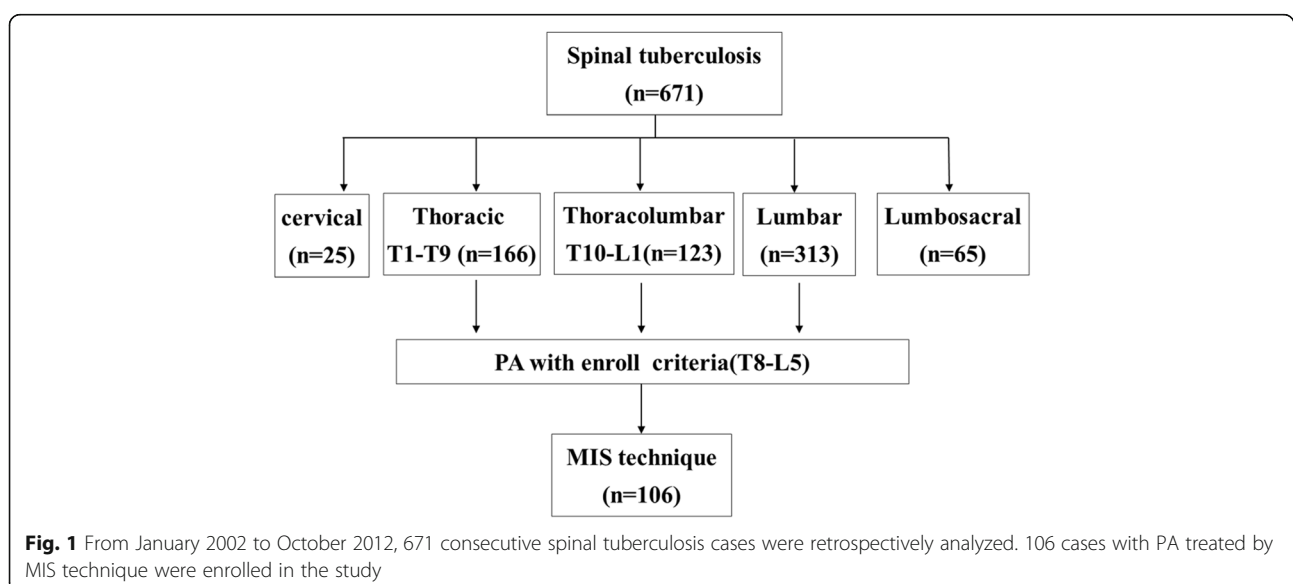 Spinal tuberculosis
(n=671)
cervical
(n=25)
Thoracic
T1-T9 (n=166)
Thoracolumbar
T10-L1(n=123)
Lumbar
(n=313)
Lumbosacral
(n=65)
PA with enroll criteria(T8-L5)
MIS technique
(n=106)
Fig. 1 From January 2002 to October 2012, 671 consecutive spinal tuberculosis cases were retrospectively analyzed. 106 cases with PA treated by
MIS technique were enrolled in the study